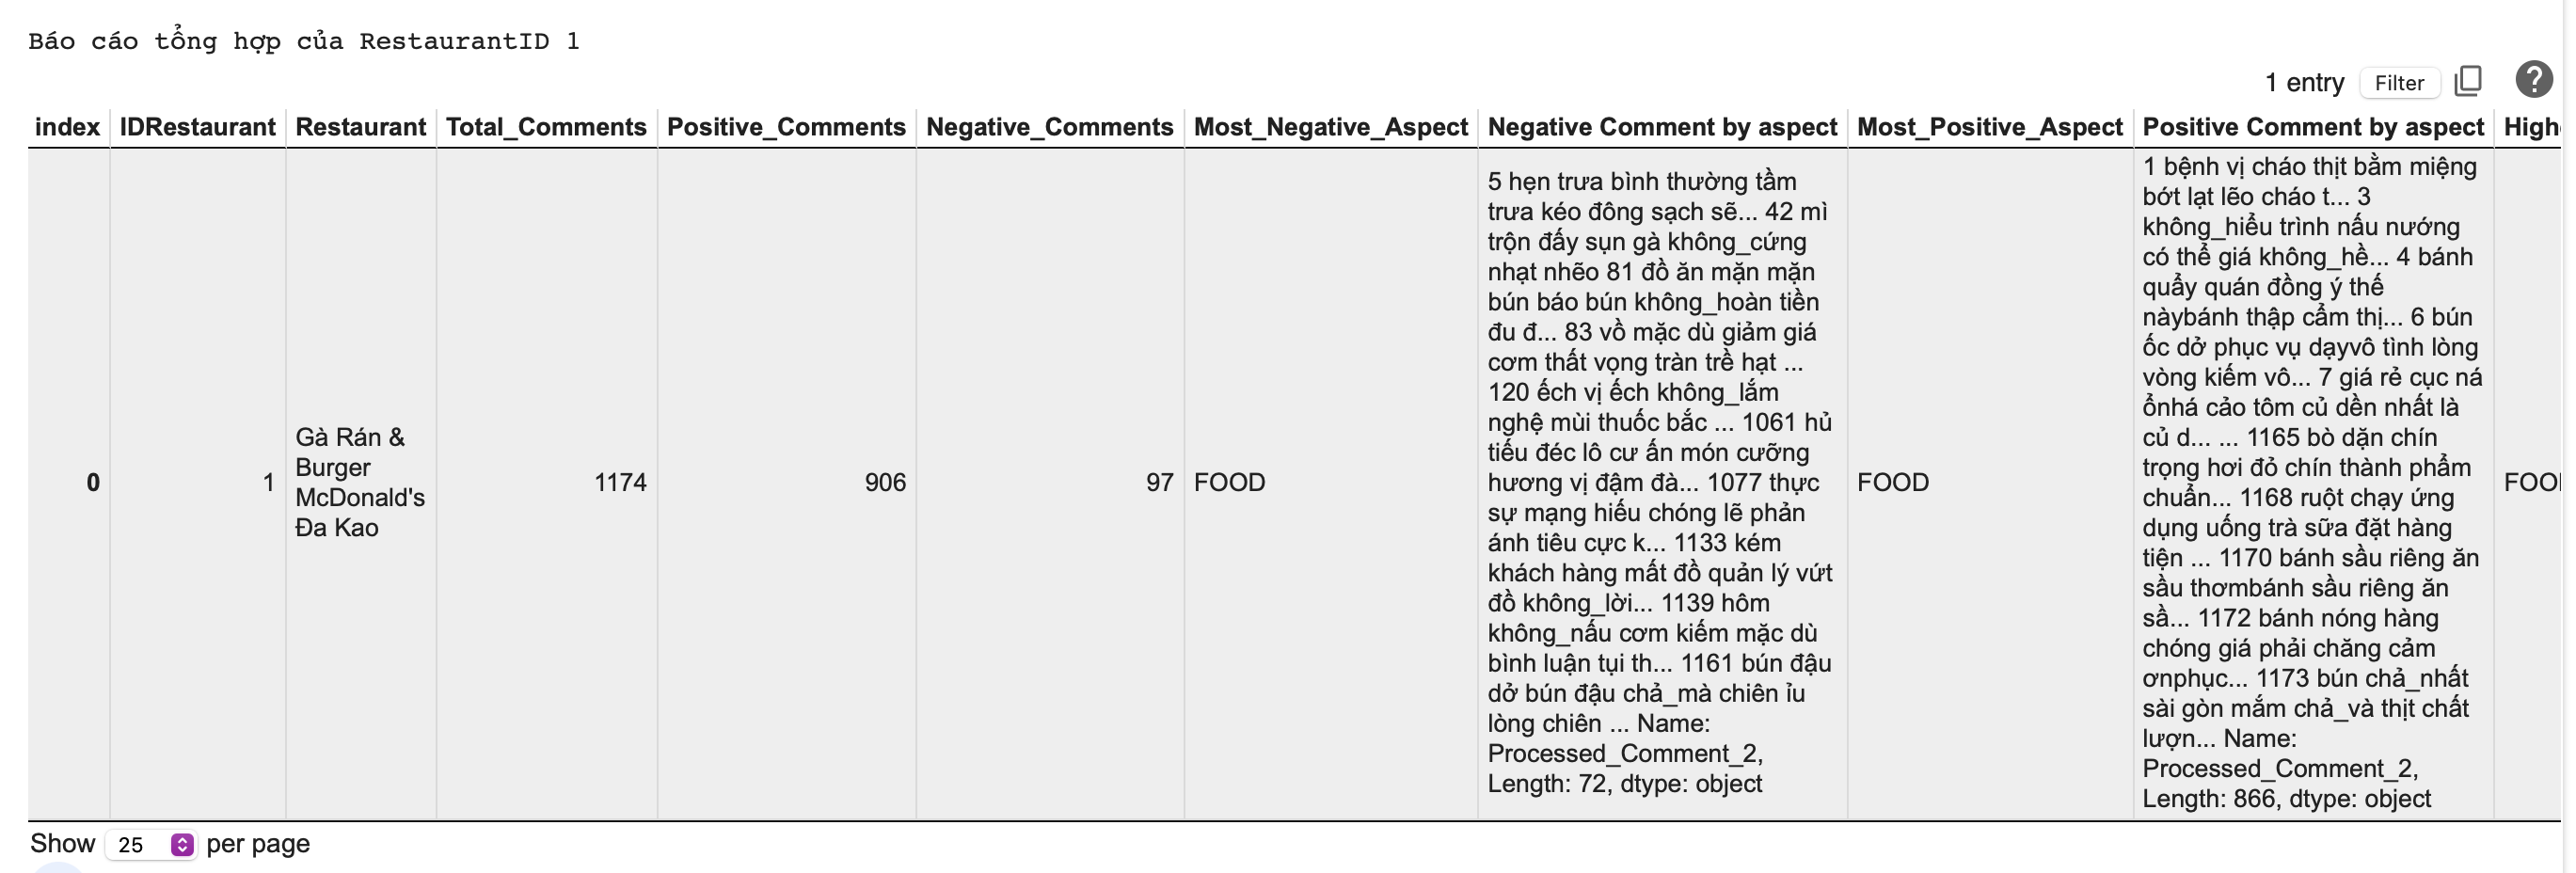 Báo cáo tổng hợp của RestaurantID 1
1 entry Filter
index IDRestaurant Restaurant Total_Comments Positive_Comments Negative_Comments Most_Negative_Aspect Negative Comment by aspect Most_Positive_Aspect Positive Comment by aspect High
0
1
Gà Rán &
Burger
McDonald's
Đa Kao
1174
906
97
FOOD
5 hẹn trưa bình thường tầm
trưa kéo đông sạch sẽ... 42 mì
trộn đấy sụn gà không_cứng
nhạt nhẽo 81 đồ ăn mặn mặn
bún báo bún không_hoàn tiền
đu đ... 83 vồ mặc dù giảm giá
cơm thất vọng tràn trề hạt ...
120 ếch vị ếch không_lắm
nghệ mùi thuốc bắc ... 1061 hủ
tiếu đéc lô cư ấn món cưỡng
hương vị đậm đà... 1077 thực
sự mạng hiếu chóng lẽ phản
ánh tiêu cực k... 1133 kém
khách hàng mất đồ quản lý vứt
đồ không_lời... 1139 hôm
không_nấu cơm kiếm mặc dù
bình luận tụi th... 1161 bún đậu
dở bún đậu chả_mà chiên ỉu
lòng chiên ... Name:
Processed_Comment_2,
Length: 72, dtype: object
FOOD
1 bệnh vị cháo thịt bằm miệng
bớt lạt lẽo cháo t... 3
không_hiểu trình nấu nướng
có thể giá không_hề... 4 bánh
quẩy quán đồng ý thế
nàybánh thập cẩm thị... 6 bún
ốc dở phục vụ dạyvô tình lòng
vòng kiếm vô... 7 giá rẻ cục ná
ổnhá cảo tôm củ dền nhất là
củ d... ... 1165 bò dặn chín
trọng hơi đỏ chín thành phẩm
chuẩn... 1168 ruột chạy ứng
dụng uống trà sữa đặt hàng
tiện ... 1170 bánh sầu riêng ăn
sầu thơmbánh sầu riêng ăn
sầ... 1172 bánh nóng hàng
chóng giá phải chăng cảm
ơnphục... 1173 bún chả_nhất
sài gòn mắm chả_và thịt chất
lượn... Name:
Processed_Comment_2,
Length: 866, dtype: object
FOO
Show 25 per page